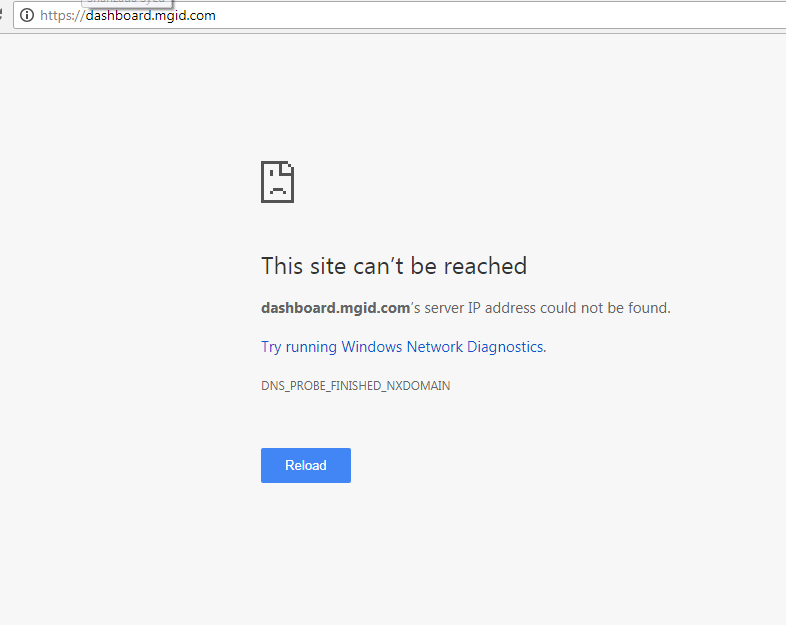 https://dashboard.mgid.com
This site can’t be reached
dashboard.mgid.com’s server IP address could not be found.
Try running Windows Network Diagnostics.
DNS_PROBE_FINISHED_NXDOMAIN
Reload